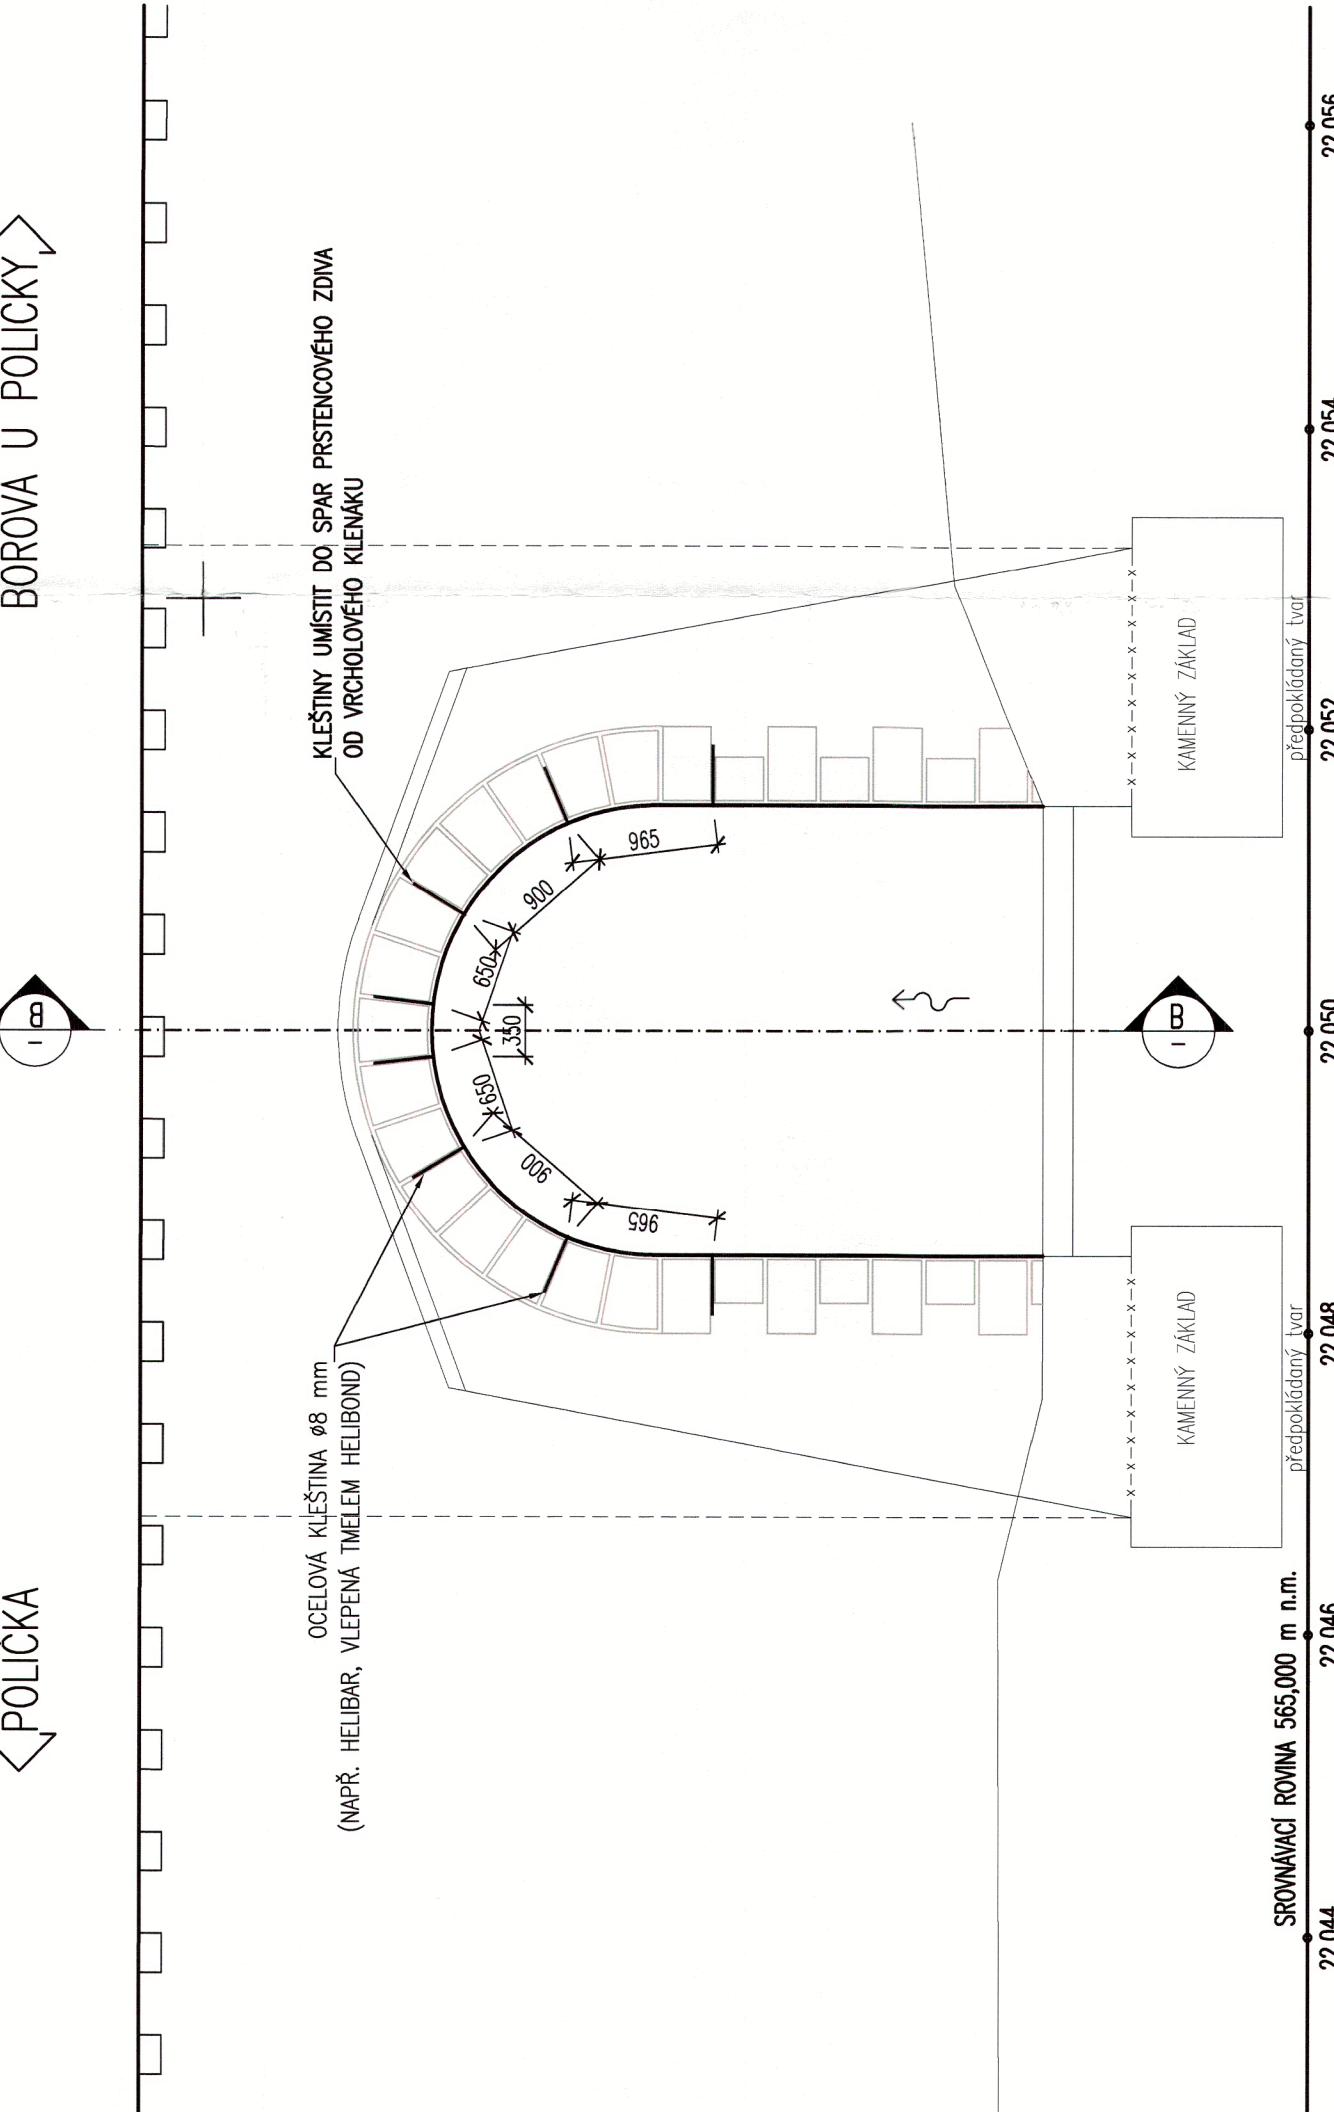 POLIČKA
BOROVA U POLIČKY
B
-
KLEŠTINY UMÍSTIT DO SPAR PRSTENCOVÉHO ZDIVA
OD VRCHOLOVÉHO KLENÁKU
OCELOVÁ KLEŠTINA ø8 mm
(NAPŘ. HELIBAR, VLEPENÁ TMELEM HELIBOND)
965
900
650
350
650
900
965
B
-
KAMENNÝ ZÁKLAD
předpokládaný tvar
KAMENNÝ ZÁKLAD
předpokládaný tvar
SROVNÁVACÍ ROVINA 565,000 m n.m.
22,044
22,046
22,048
22,050
22,052
22,054
22,056